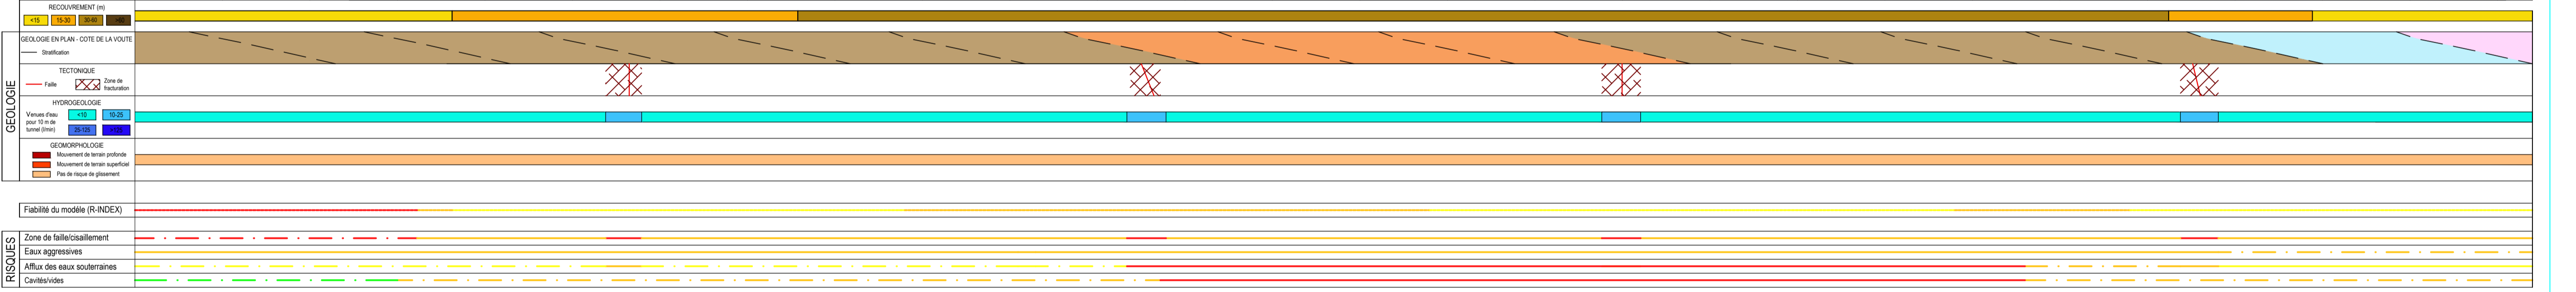 RECOUVREMENT (m)
<15 15-30 30-60 >60
GEOLOGIE
GEOLOGIE EN PLAN - COTE DE LA VOUTE
Stratification
TECTONIQUE
Faille
Zone de
fracturation
HYDROGEOLOGIE
Venues d'eau
pour 10 m de
tunnel (l/min)
<10 10-25
25-125 >125
GEOMORPHOLOGIE
Mouvement de terrain profonde
Mouvement de terrain superficiel
Pas de risque de glissement
Fiabilité du modèle (R-INDEX)
RISQUES
Zone de faille/cisaillement
Eaux aggressives
Afflux des eaux souterraines
Cavités/vides